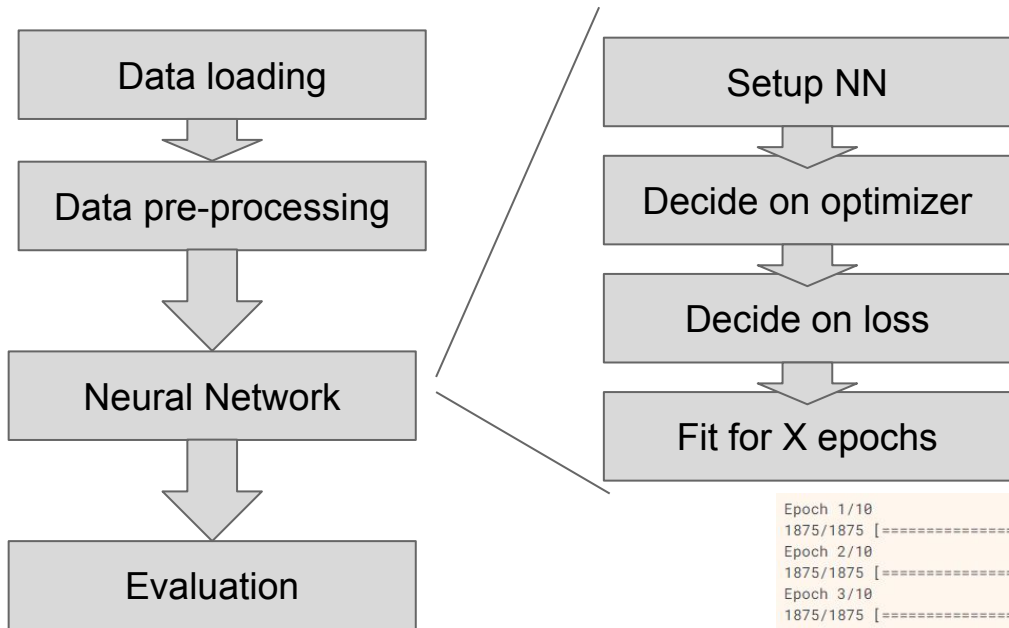 Data loading
Data pre-processing
Neural Network
Evaluation
Setup NN
Decide on optimizer
Decide on loss
Fit for X epochs
Epoch 1/10
1875/1875 [===============
Epoch 2/10
1875/1875 [===============
Epoch 3/10
1875/1875 [===============